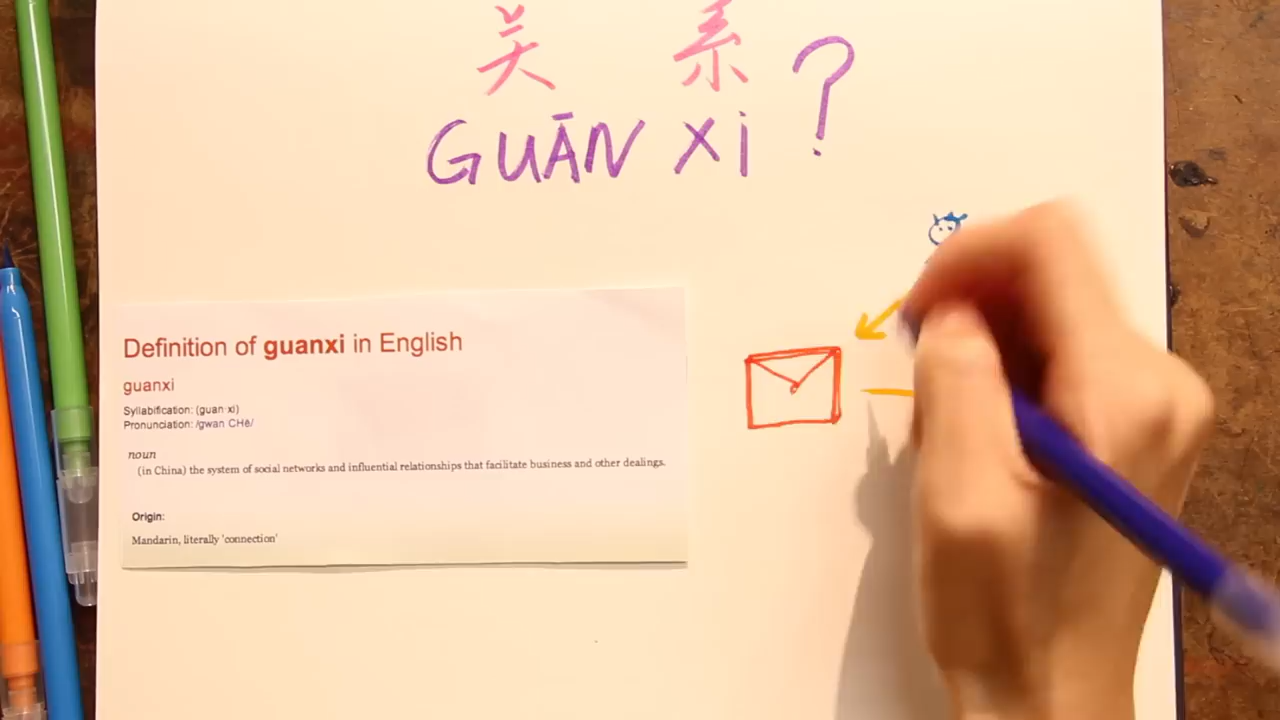 关 系
GUĀN Xi ?
Definition of guanxi in English
guanxi
Syllabification: (guan·xi)
Pronunciation: /gwan CHē/
noun
(in China) the system of social networks and influential relationships that facilitate business and other dealings.
Origin:
Mandarin, literally 'connection'